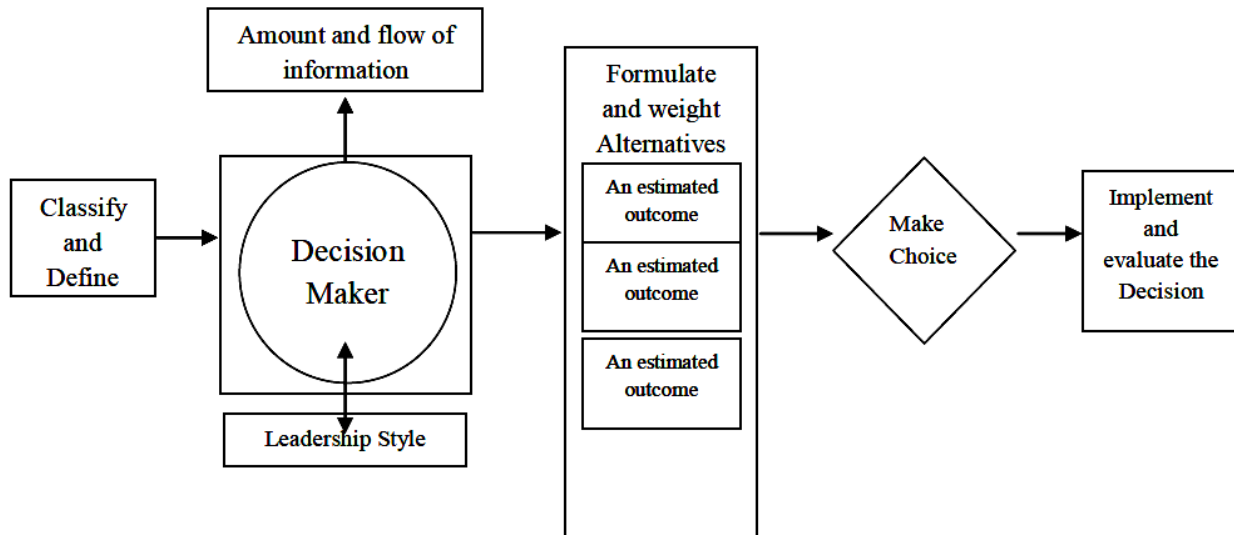 Amount and flow of
information
Classify
and
Define
Decision
Maker
Leadership Style
Formulate
and weight
Alternatives
An estimated
outcome
An estimated
outcome
An estimated
outcome
Make
Choice
Implement
and
evaluate the
Decision